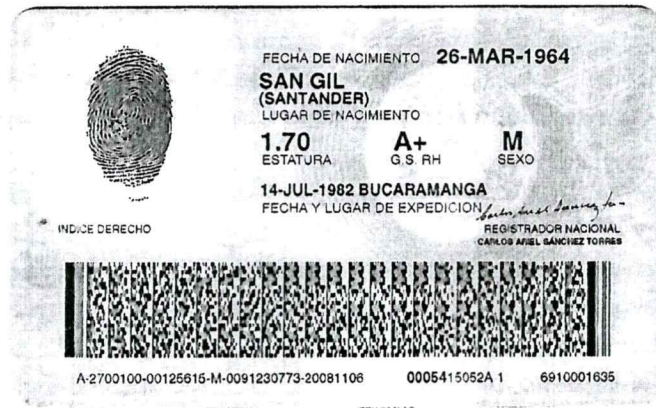 FECHA DE NACIMIENTO 26-MAR-1964
SAN GIL
(SANTANDER)
LUGAR DE NACIMIENTO
1.70 A+ M
ESTATURA G.S. RH SEXO
14-JUL-1982 BUCARAMANGA
FECHA Y LUGAR DE EXPEDICION
INDICE DERECHO
REGISTRADOR NACIONAL
CARLOS ARIEL SÁNCHEZ TORRES
A-2700100-00125615-M-0091230773-20081106 0005415052A 1 6910001635